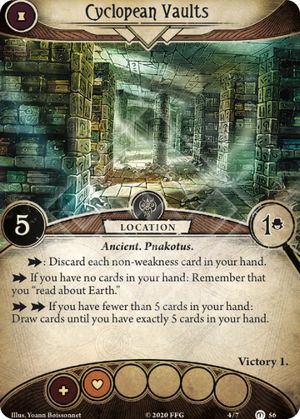 Cyclopean Vaults
5
LOCATION
1
Ancient. Pnakotus.
: Discard each non-weakness card in your hand.
If you have no cards in your hand: Remember that
you "read about Earth."
If you have fewer than 5 cards in your hand:
Draw cards until you have exactly 5 cards in your hand.
Victory 1.
Illus. Yoann Boissonnet
© 2020 FFG
4/7
56